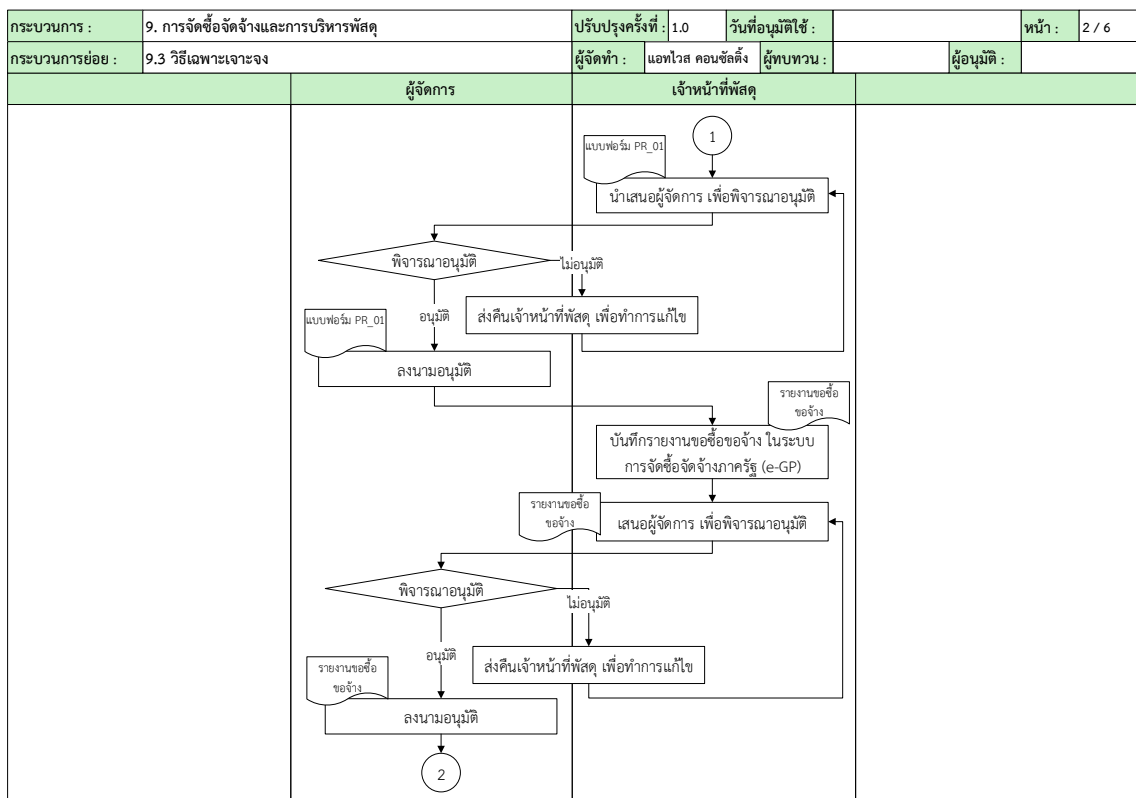 กระบวนการ : 9. การจัดซื้อจัดจ้างและการบริหารพัสดุ ปรับปรุงครั้งที่ : 1.0 วันที่อนุมัติใช้ : หน้า : 2 / 6
กระบวนการย่อย : 9.3 วิธีเฉพาะเจาะจง ผู้จัดทำ : แอทไวส คอนซัลติ้ง ผู้ทบทวน : ผู้อนุมัติ :
ผู้จัดการ เจ้าหน้าที่พัสดุ
1
แบบฟอร์ม PR_01
นำเสนอผู้จัดการ เพื่อพิจารณาอนุมัติ
พิจารณาอนุมัติ
ไม่อนุมัติ
อนุมัติ
ส่งคืนเจ้าหน้าที่พัสดุ เพื่อทำการแก้ไข
แบบฟอร์ม PR_01
ลงนามอนุมัติ
รายงานขอซื้อ
ขอจ้าง
บันทึกรายงานขอซื้อขอจ้าง ในระบบ
การจัดซื้อจัดจ้างภาครัฐ (e-GP)
รายงานขอซื้อ
ขอจ้าง
เสนอผู้จัดการ เพื่อพิจารณาอนุมัติ
พิจารณาอนุมัติ
ไม่อนุมัติ
อนุมัติ
ส่งคืนเจ้าหน้าที่พัสดุ เพื่อทำการแก้ไข
รายงานขอซื้อ
ขอจ้าง
ลงนามอนุมัติ
2